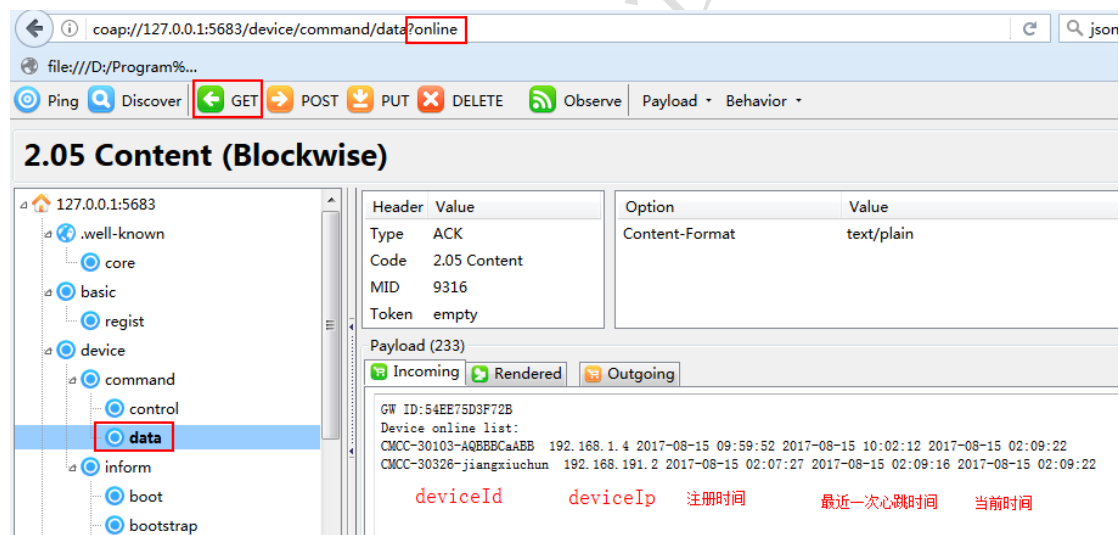 coap://127.0.0.1:5683/device/command/data?online
json
file:///D:/Program%...
Ping Discover GET POST PUT DELETE Observe Payload Behavior
2.05 Content (Blockwise)
127.0.0.1:5683
.well-known
core
basic
regist
device
command
control
data
inform
boot
bootstrap
Header Value
Type ACK
Code 2.05 Content
MID 9316
Token empty
Option Value
Content-Format text/plain
Payload (233)
Incoming Rendered Outgoing
GW ID:54EE75D3F72B
Device online list:
CMCC-30103-AQBBBCaABB 192.168.1.4 2017-08-15 09:59:52 2017-08-15 10:02:12 2017-08-15 02:09:22
CMCC-30326-jiangxiuchun 192.168.191.2 2017-08-15 02:07:27 2017-08-15 02:09:16 2017-08-15 02:09:22
deviceId deviceIp 注册时间 最近一次心跳时间 当前时间